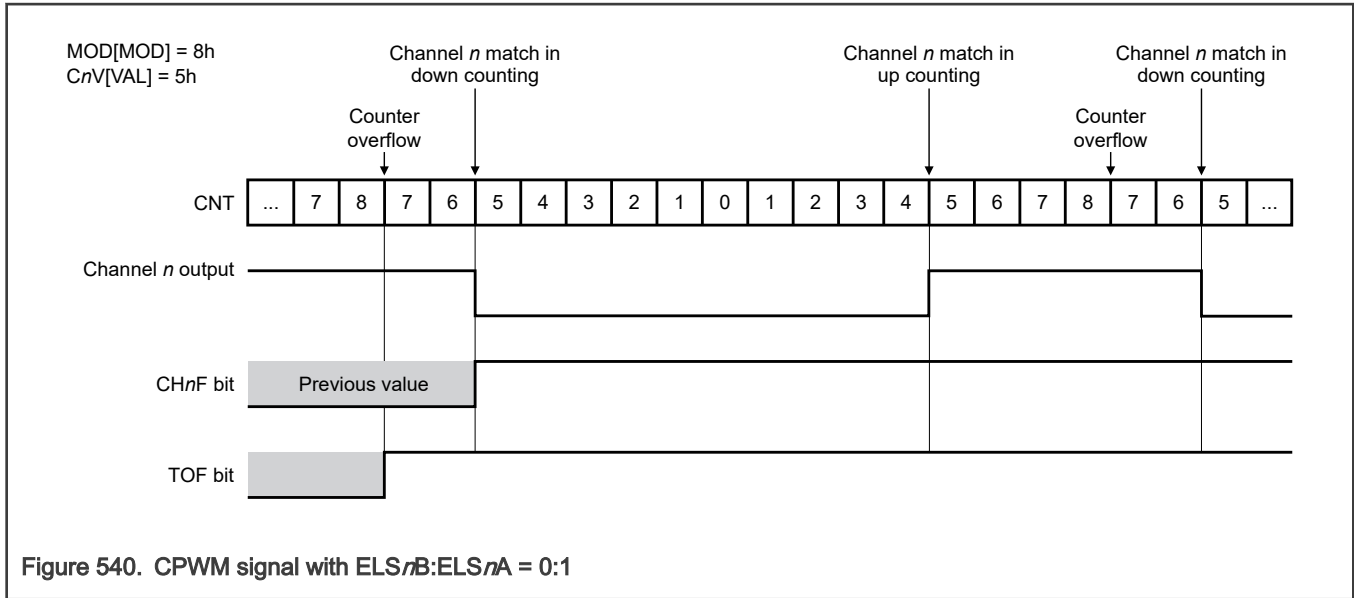 MOD[MOD] = 8h
CnV[VAL] = 5h
Channel n match in
down counting
Channel n match in
up counting
Channel n match in
down counting
Counter
overflow
Counter
overflow
CNT ... 7 8 7 6 5 4 3 2 1 0 1 2 3 4 5 6 7 8 7 6 5 ...
Channel n output
CHnF bit Previous value
TOF bit
Figure 540. CPWM signal with ELSnB:ELSnA = 0:1